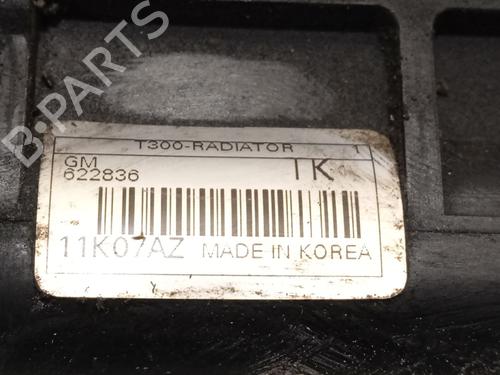 B-PARTS
T300-RADIATOR 1
GM TK
622836
11K07AZ MADE IN KOREA